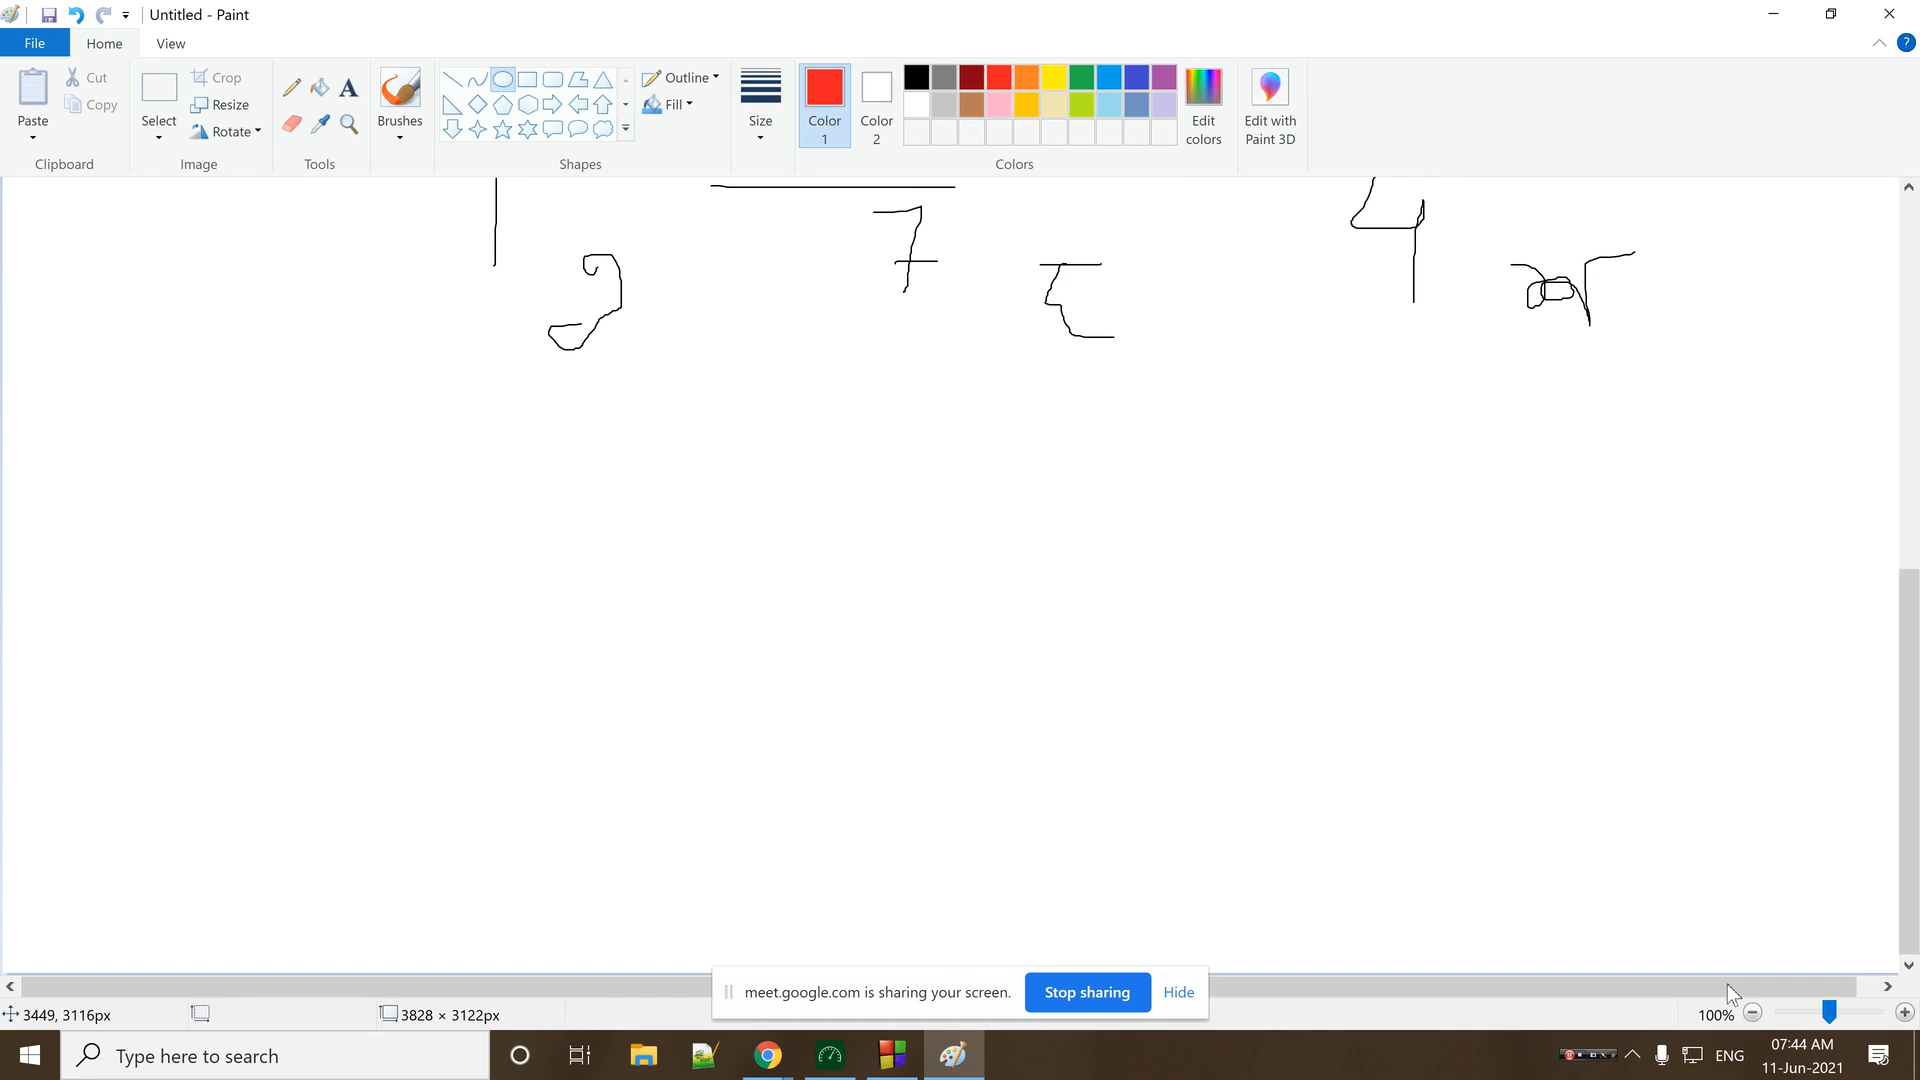 Untitled - Paint
File Home View
Paste
Cut
Copy
Clipboard
Select
Crop
Resize
Rotate
Image
Tools
Brushes
Shapes
Outline
Fill
Size
Color 1
Color 2
Colors
Edit colors
Edit with Paint 3D
7
4
meet.google.com is sharing your screen. Stop sharing Hide
3449, 3116px 3828 × 3122px 100%
Type here to search
ENG
07:44 AM
11-Jun-2021